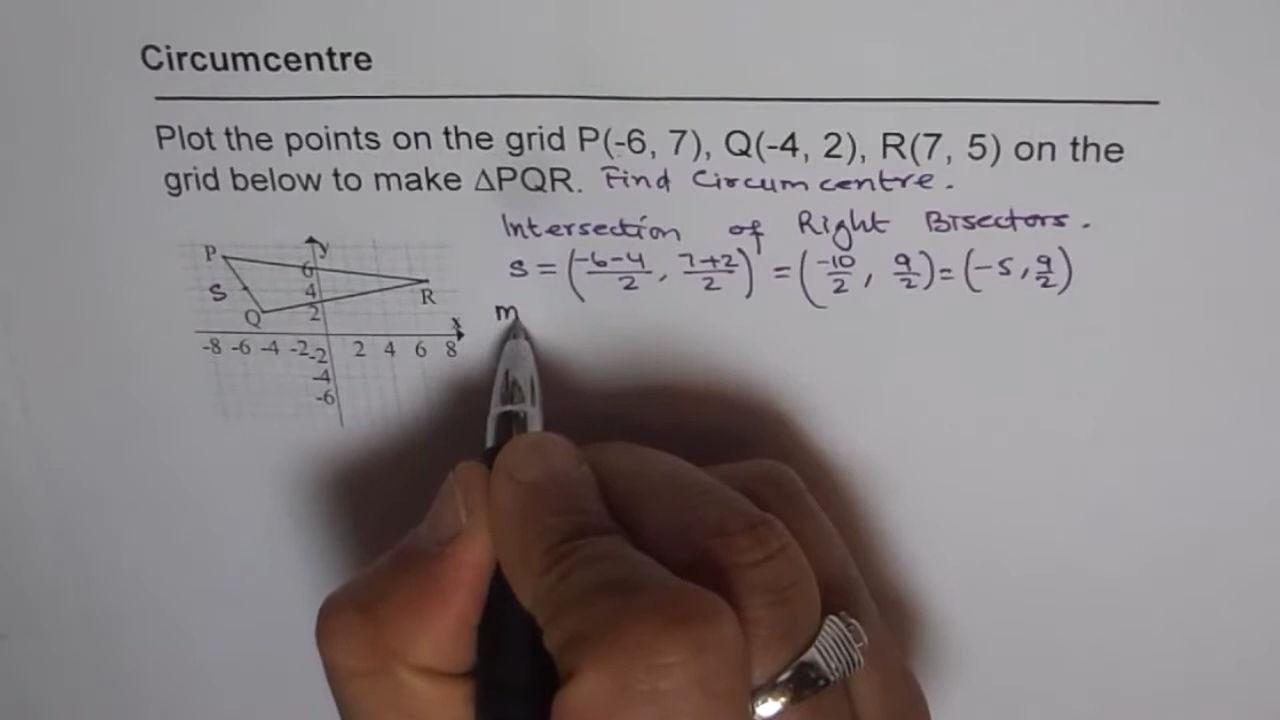 Circumcentre
Plot the points on the grid P(-6, 7), Q(-4, 2), R(7, 5) on the
grid below to make ΔPQR. Find Circumcentre.
Intersection of Right Bisectors.
S = (-6-4/2, 7+2/2) = (-10/2, 9/2) = (-5, 9/2)
m
P
y
6
S
4
R
Q
2
x
-8 -6 -4 -2 -2 2 4 6 8
-4
-6